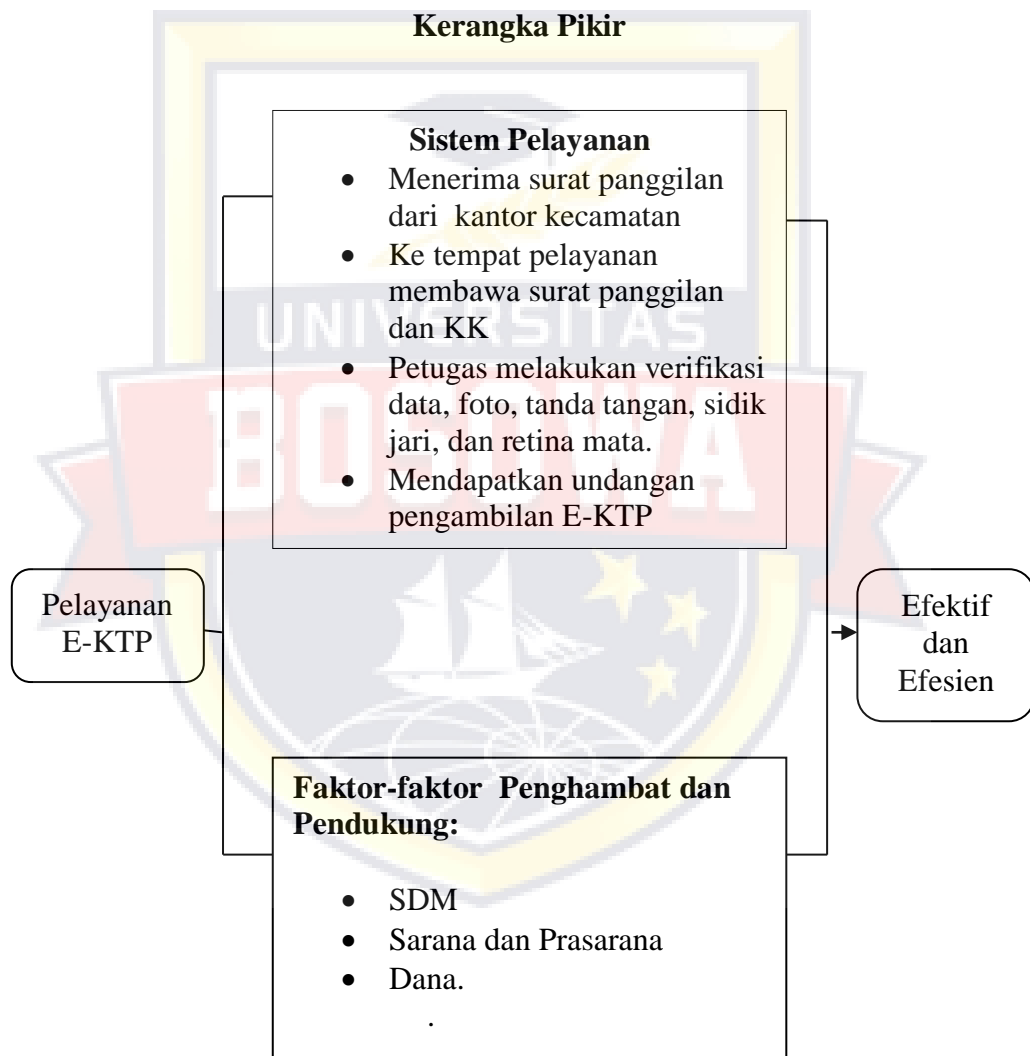 Kerangka Pikir
Sistem Pelayanan
• Menerima surat panggilan
dari kantor kecamatan
• Ke tempat pelayanan
membawa surat panggilan
dan KK
• Petugas melakukan verifikasi
data, foto, tanda tangan, sidik
jari, dan retina mata.
• Mendapatkan undangan
pengambilan E-KTP
UNIVERSITAS
BOSOWA
Pelayanan
E-KTP
Efektif
dan
Efesien
Faktor-faktor Penghambat dan
Pendukung:
• SDM
• Sarana dan Prasarana
• Dana.
.